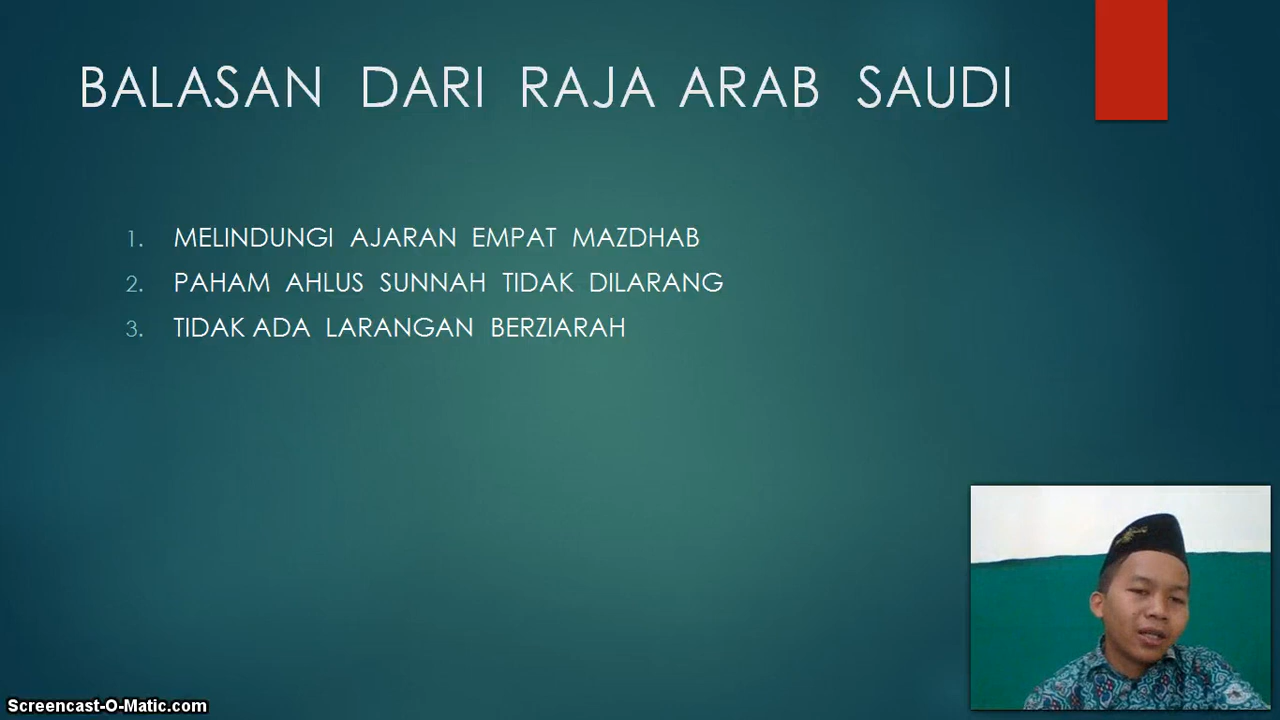 BALASAN DARI RAJA ARAB SAUDI
1. MELINDUNGI AJARAN EMPAT MAZDHAB
2. PAHAM AHLUS SUNNAH TIDAK DILARANG
3. TIDAK ADA LARANGAN BERZIARAH
Screencast-O-Matic.com